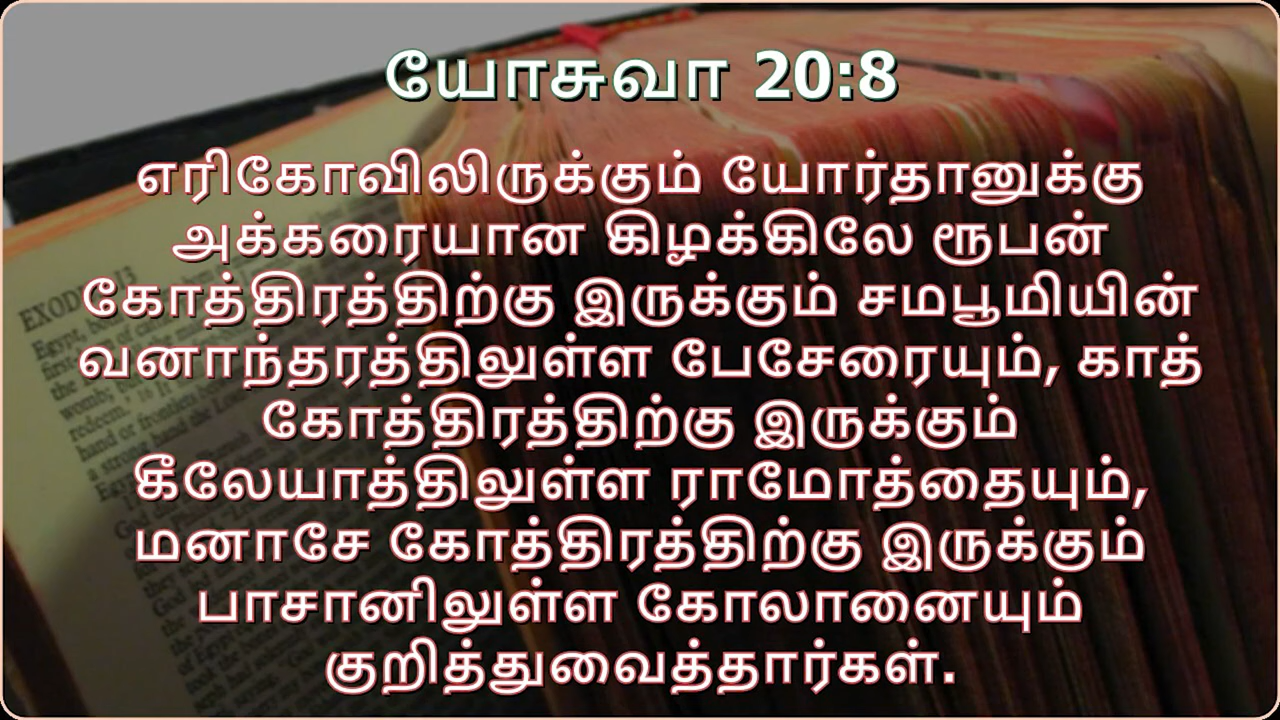 யோசுவா 20:8
எரிகோவிலிருக்கும் யோர்தானுக்கு
அக்கரையான கிழக்கிலே ரூபன்
கோத்திரத்திற்கு இருக்கும் சமபூமியின்
வனாந்தரத்திலுள்ள பேசேரையும், காத்
கோத்திரத்திற்கு இருக்கும்
கீலேயாத்திலுள்ள ராமோத்தையும்,
மனாசே கோத்திரத்திற்கு இருக்கும்
பாசானிலுள்ள கோலானையும்
குறித்துவைத்தார்கள்.